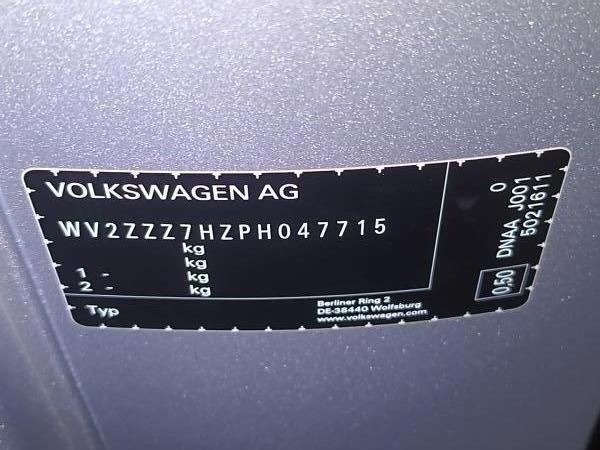 VOLKSWAGEN AG
WV2ZZZ7HZPH047715
kg
kg
1 - kg
2 - kg
Typ
Berliner Ring 2
DE-38440 Wolfsburg
www.volkswagen.com
0
DNAA J001
5021611
0,50